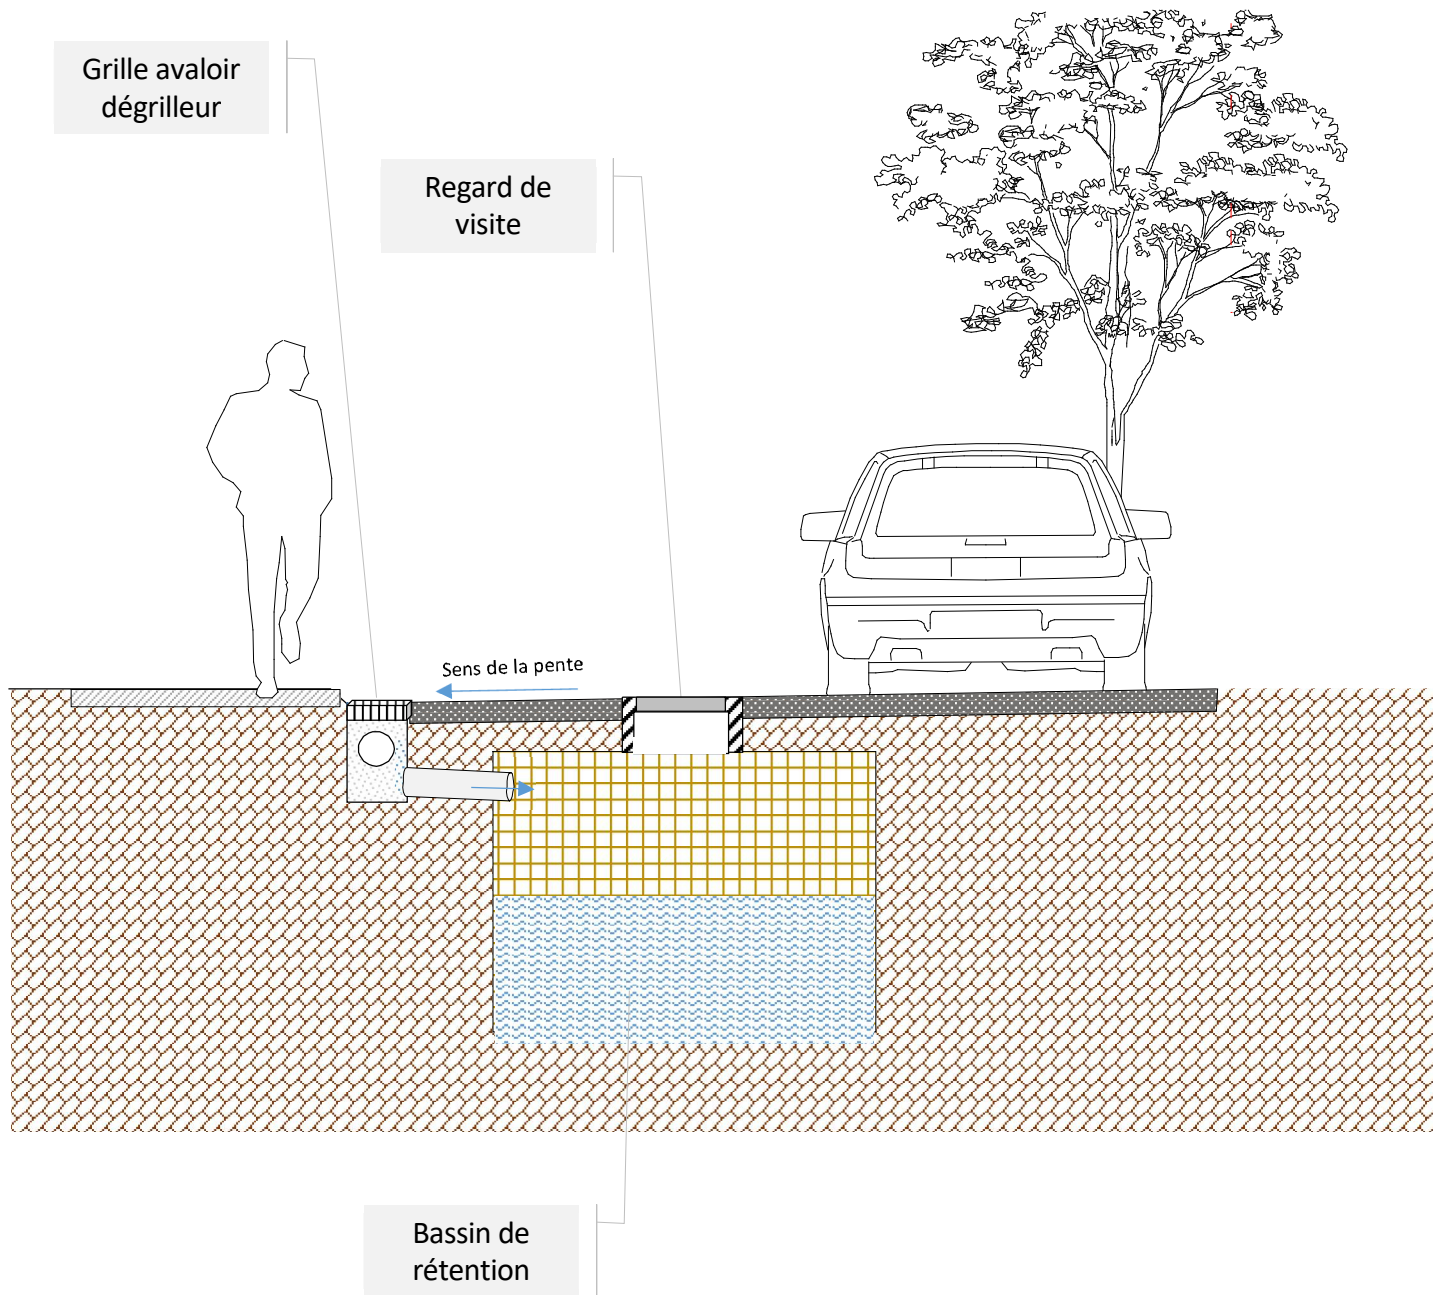 Grille avaloir
dégrilleur
Regard de
visite
Sens de la pente
Bassin de
rétention